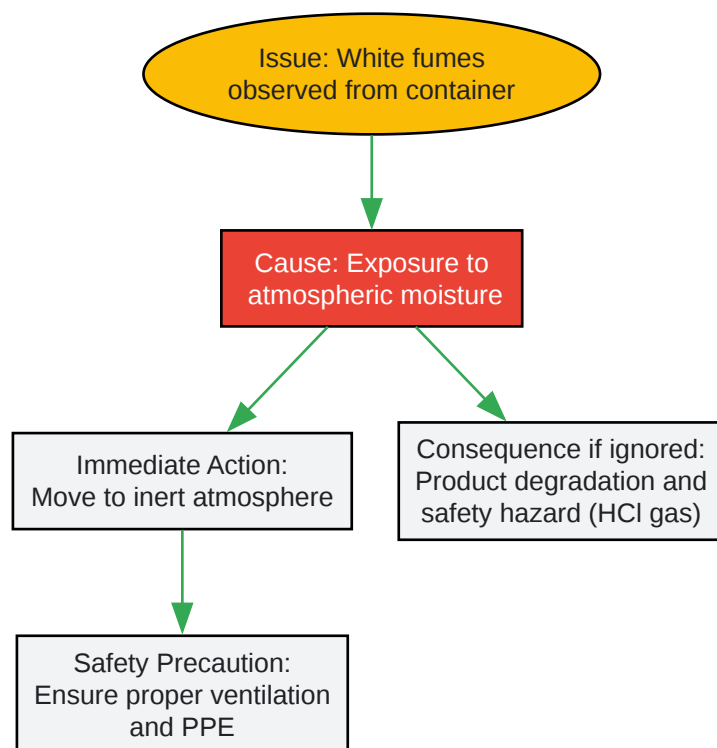 Issue: White fumes
observed from container
Cause: Exposure to
atmospheric moisture
Immediate Action:
Move to inert atmosphere
Consequence if ignored:
Product degradation and
safety hazard (HCl gas)
Safety Precaution:
Ensure proper ventilation
and PPE